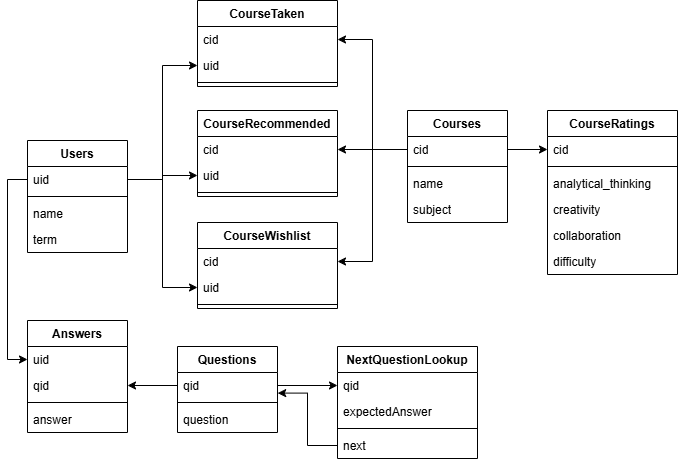 CourseTaken
cid
uid
CourseRecommended
cid
uid
CourseWishlist
cid
uid
Users
uid
name
term
Courses
cid
name
subject
CourseRatings
cid
analytical_thinking
creativity
collaboration
difficulty
Answers
uid
qid
answer
Questions
qid
question
NextQuestionLookup
qid
expectedAnswer
next